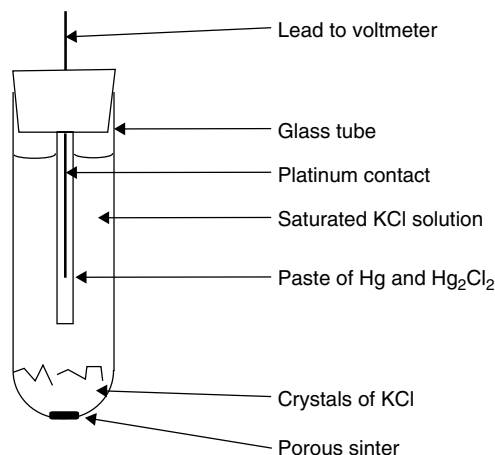 Lead to voltmeter
Glass tube
Platinum contact
Saturated KCl solution
Paste of Hg and Hg₂Cl₂
Crystals of KCl
Porous sinter